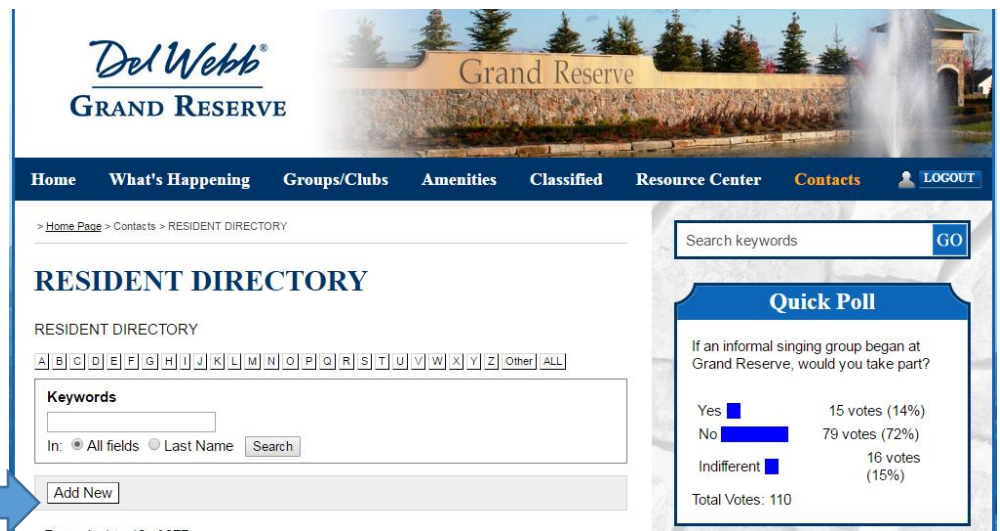 Del Webb®
GRAND RESERVE
Grand Reserve
Home What's Happening Groups/Clubs Amenities Classified Resource Center Contacts LOGOUT
> Home Page > Contacts > RESIDENT DIRECTORY
RESIDENT DIRECTORY
RESIDENT DIRECTORY
A B C D E F G H I J K L M N O P Q R S T U V W X Y Z Other ALL
Keywords
In: All fields Last Name Search
Add New
Search keywords GO
Quick Poll
If an informal singing group began at
Grand Reserve, would you take part?
Yes 15 votes (14%)
No 79 votes (72%)
Indifferent 16 votes
(15%)
Total Votes: 110